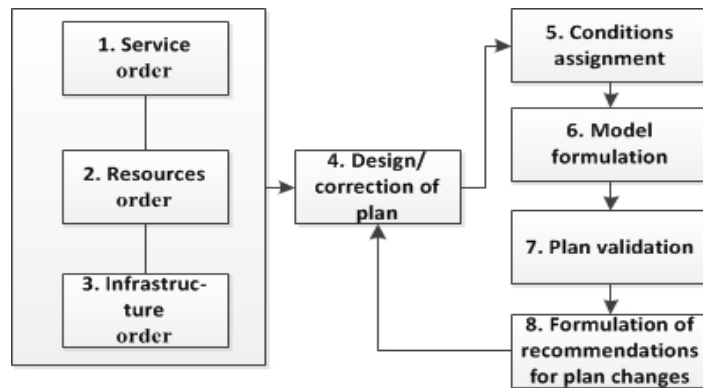 1. Service
order
2. Resources
order
3. Infrastruc-
ture
order
4. Design/
correction of
plan
5. Conditions
assignment
6. Model
formulation
7. Plan validation
8. Formulation of
recommendations
for plan changes